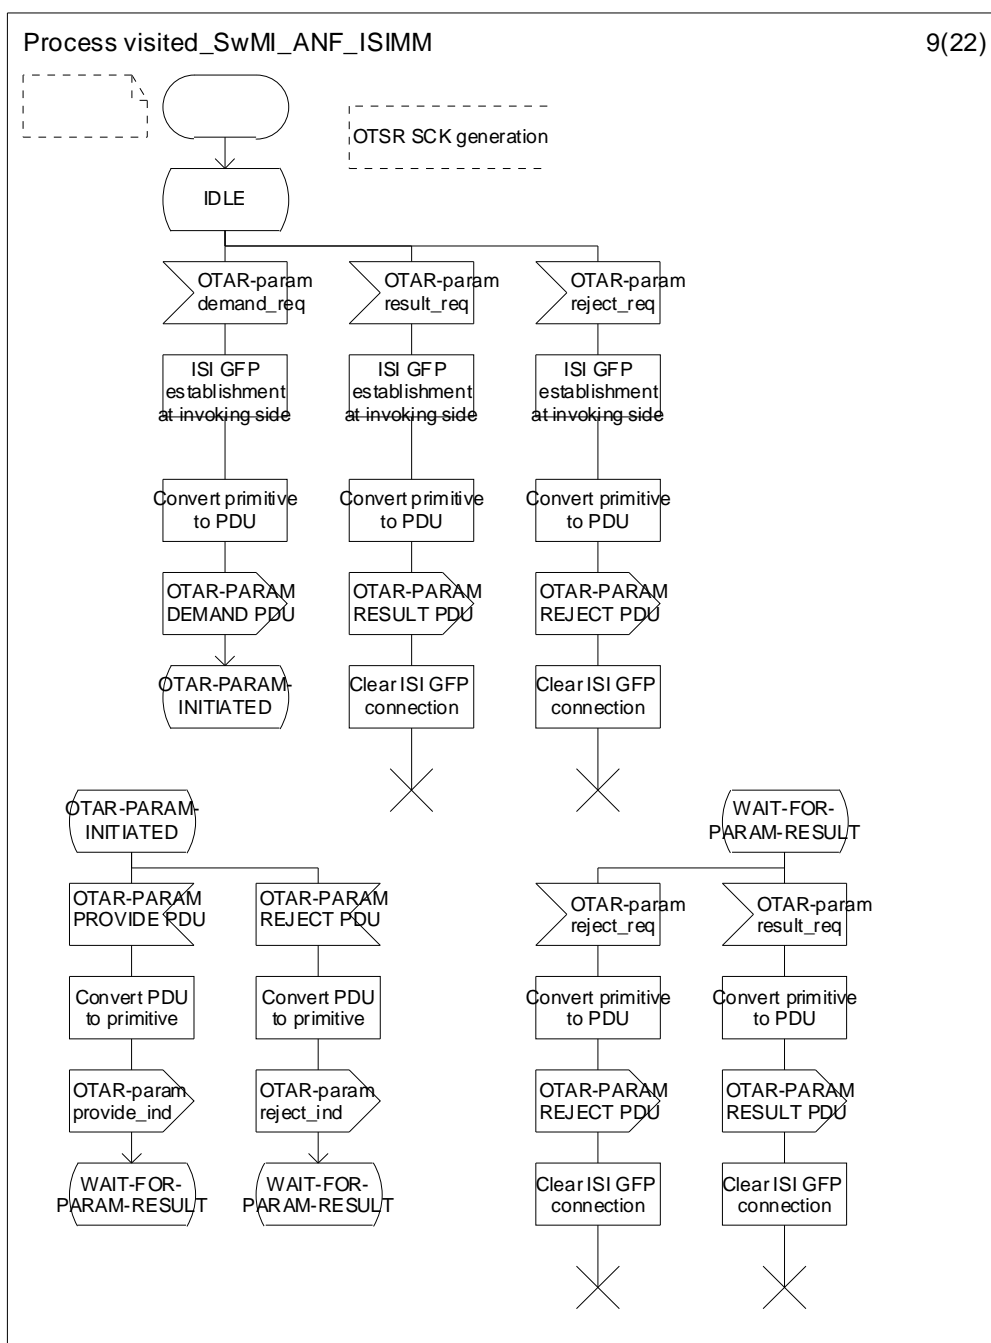 Process visited_SwMI_ANF_ISIMM
9(22)
OTSR SCK generation
IDLE
OTAR-param
demand_req
OTAR-param
result_req
OTAR-param
reject_req
ISI GFP
establishment
at invoking side
ISI GFP
establishment
at invoking side
ISI GFP
establishment
at invoking side
Convert primitive
to PDU
Convert primitive
to PDU
Convert primitive
to PDU
OTAR-PARAM
DEMAND PDU
OTAR-PARAM
RESULT PDU
OTAR-PARAM
REJECT PDU
OTAR-PARAM-
INITIATED
Clear ISI GFP
connection
Clear ISI GFP
connection
OTAR-PARAM-
INITIATED
WAIT-FOR-
PARAM-RESULT
OTAR-PARAM
PROVIDE PDU
OTAR-PARAM
REJECT PDU
OTAR-param
reject_req
OTAR-param
result_req
Convert PDU
to primitive
Convert PDU
to primitive
Convert primitive
to PDU
Convert primitive
to PDU
OTAR-param
provide_ind
OTAR-param
reject_ind
OTAR-PARAM
REJECT PDU
OTAR-PARAM
RESULT PDU
WAIT-FOR-
PARAM-RESULT
WAIT-FOR-
PARAM-RESULT
Clear ISI GFP
connection
Clear ISI GFP
connection